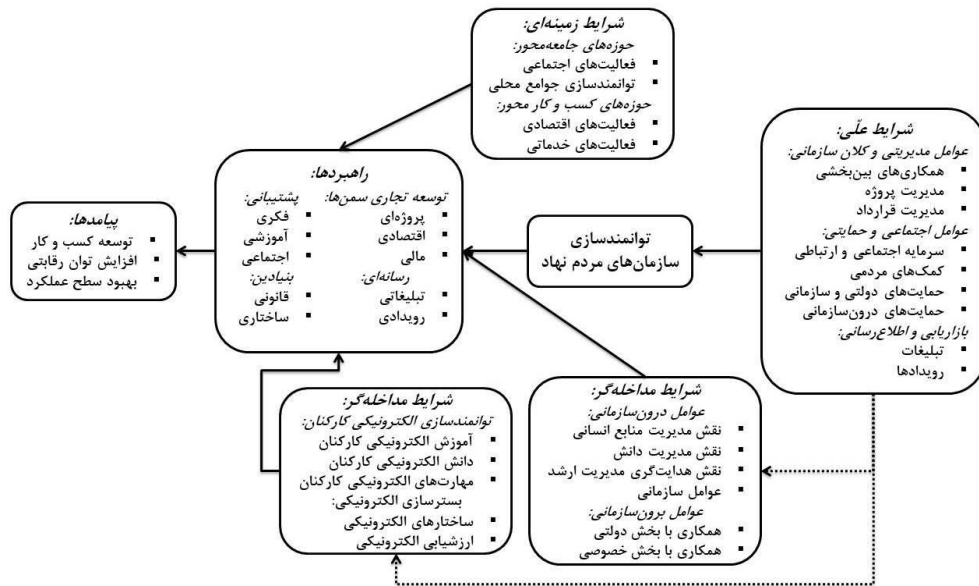 شرایط زمینه‌ای:
حوزه‌های جامعه‌محور:
فعالیت‌های اجتماعی
توانمندسازی جوامع محلی
حوزه‌های کسب و کار محور:
فعالیت‌های اقتصادی
فعالیت‌های خدماتی
شرایط علّی:
عوامل مدیریتی و کلان سازمانی:
همکاری‌های بین‌بخشی
مدیریت پروژه
مدیریت قرارداد
عوامل اجتماعی و حمایتی:
سرمایه اجتماعی و ارتباطی
کمک‌های مردمی
حمایت‌های دولتی و سازمانی
حمایت‌های درون‌سازمانی
بازاریابی و اطلاع‌رسانی:
تبلیغات
رویدادها
توانمندسازی
سازمان‌های مردم نهاد
راهبردها:
توسعه تجاری سمن‌ها:
پروژه‌ای
اقتصادی
مالی
رسانه‌ای:
تبلیغاتی
رویدادی
پشتیبانی:
فکری
آموزشی
اجتماعی
بنیادین:
قانونی
ساختاری
پیامدها:
توسعه کسب و کار
افزایش توان رقابتی
بهبود سطح عملکرد
شرایط مداخله‌گر:
عوامل درون‌سازمانی:
نقش مدیریت منابع انسانی
نقش مدیریت دانش
نقش هدایت‌گری مدیریت ارشد
عوامل سازمانی
عوامل برون‌سازمانی:
همکاری با بخش دولتی
همکاری با بخش خصوصی
شرایط مداخله‌گر:
توانمندسازی الکترونیکی کارکنان:
آموزش الکترونیکی کارکنان
دانش الکترونیکی کارکنان
مهارت‌های الکترونیکی کارکنان
بسترسازی الکترونیکی:
ساختارهای الکترونیکی
ارزشیابی الکترونیکی